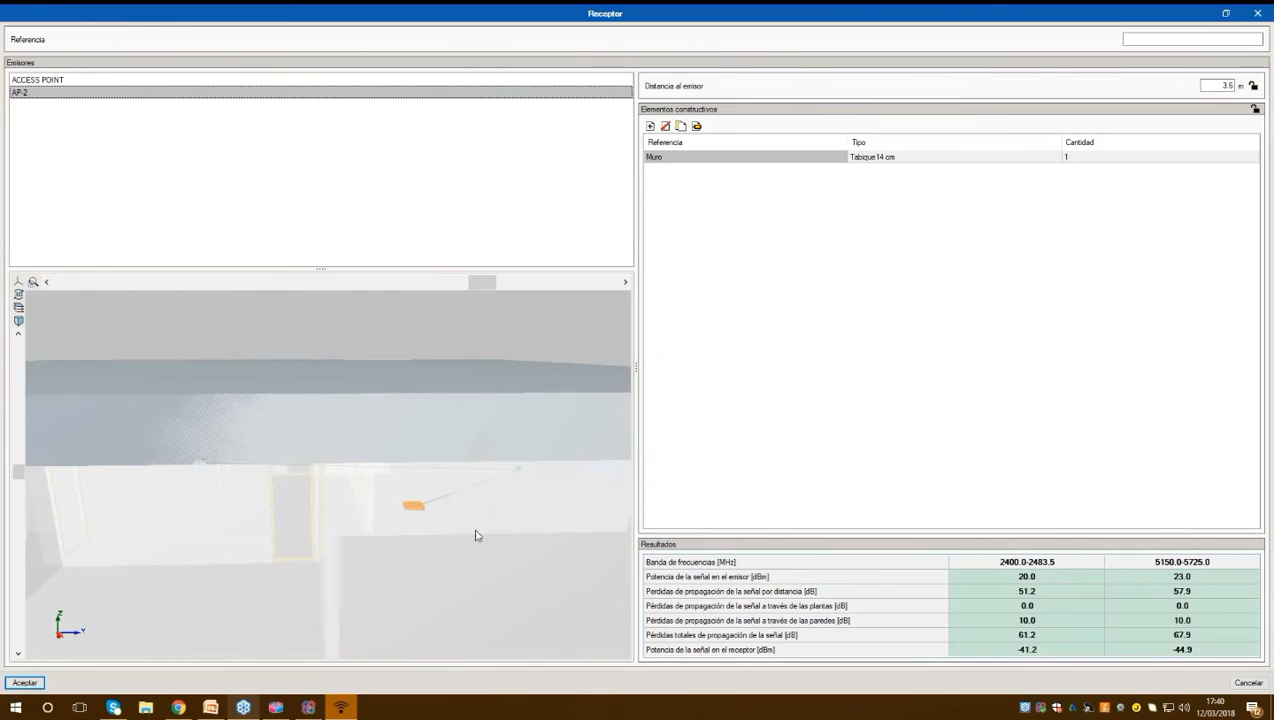 Receptor
Referencia
Emisores
ACCESS POINT
AP-2
Distancia al emisor 3.6 m
Elementos constructivos
Referencia Tipo Cantidad
Muro Tabique 14 cm 1
Z
Y
Resultados
Banda de frecuencias [MHz] 2400.0-2483.5 5150.0-5725.0
Potencia de la señal en el emisor [dBm] 20.0 23.0
Perdidas de propagación de la señal por distancia [dB] 51.2 57.9
Pérdidas de propagación de la señal a través de las plantas [dB] 0.0 0.0
Pérdidas de propagación de la señal a través de las paredes [dB] 10.0 10.0
Pérdidas totales de propagación de la señal [dB] 61.2 67.9
Potencia de la señal en el receptor [dBm] -41.2 -44.9
Aceptar Cancelar
17:40
12/03/2018